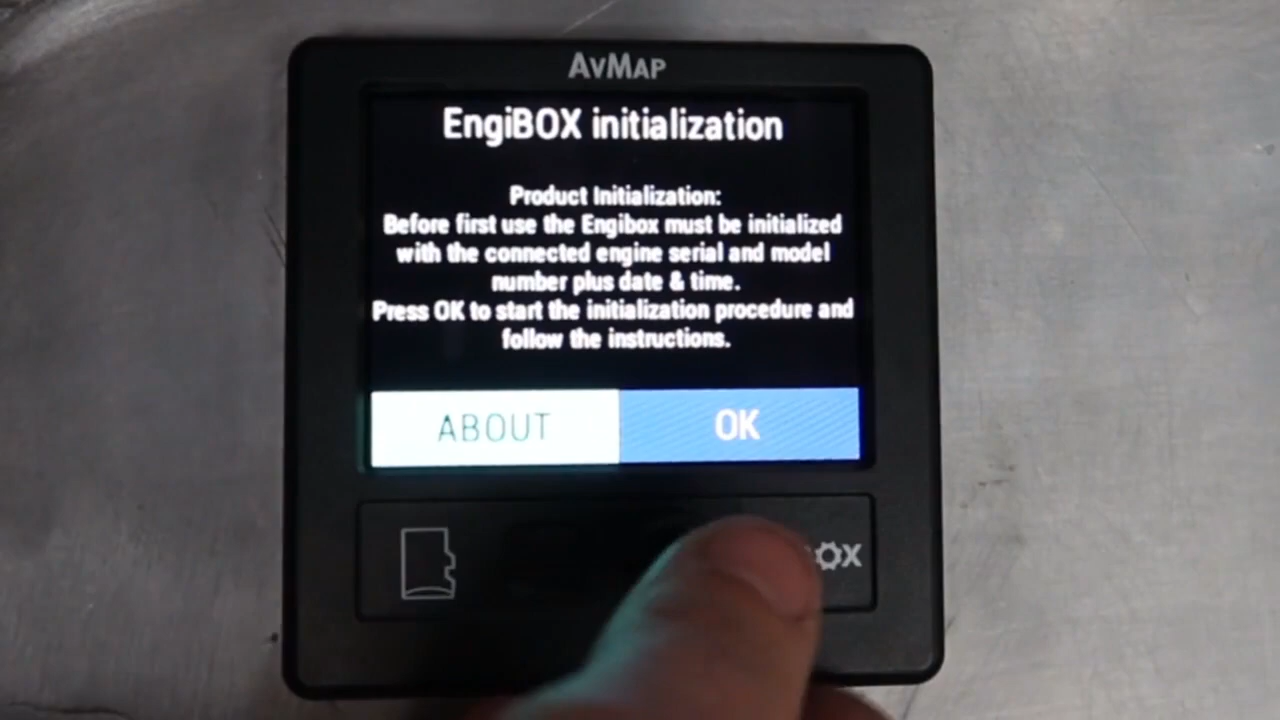 AvMap
EngiBOX initialization
Product Initialization:
Before first use the Engibox must be initialized
with the connected engine serial and model
number plus date & time.
Press OK to start the initialization procedure and
follow the instructions.
ABOUT OK